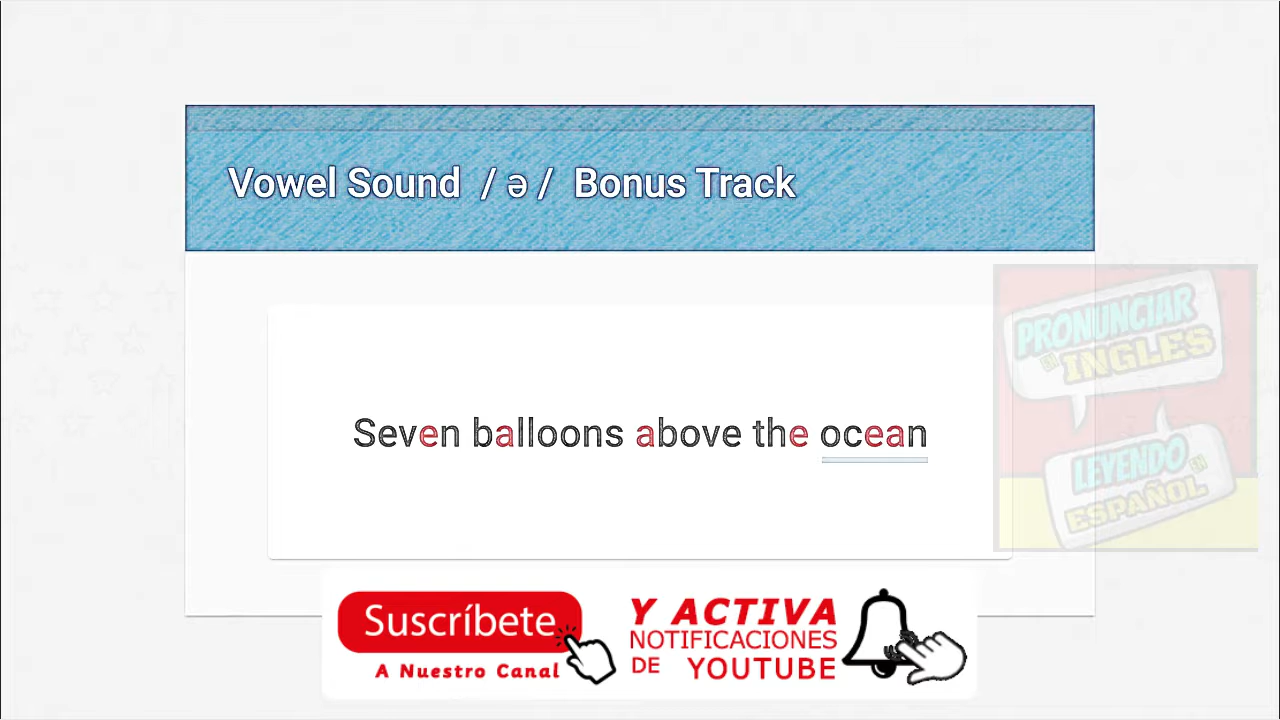 Vowel Sound / ə / Bonus Track
PRONUNCIAR
EN INGLES
LEYENDO
EN
ESPAÑOL
Seven balloons above the ocean
Suscríbete
A Nuestro Canal
Y ACTIVA
NOTIFICACIONES
DE YOUTUBE